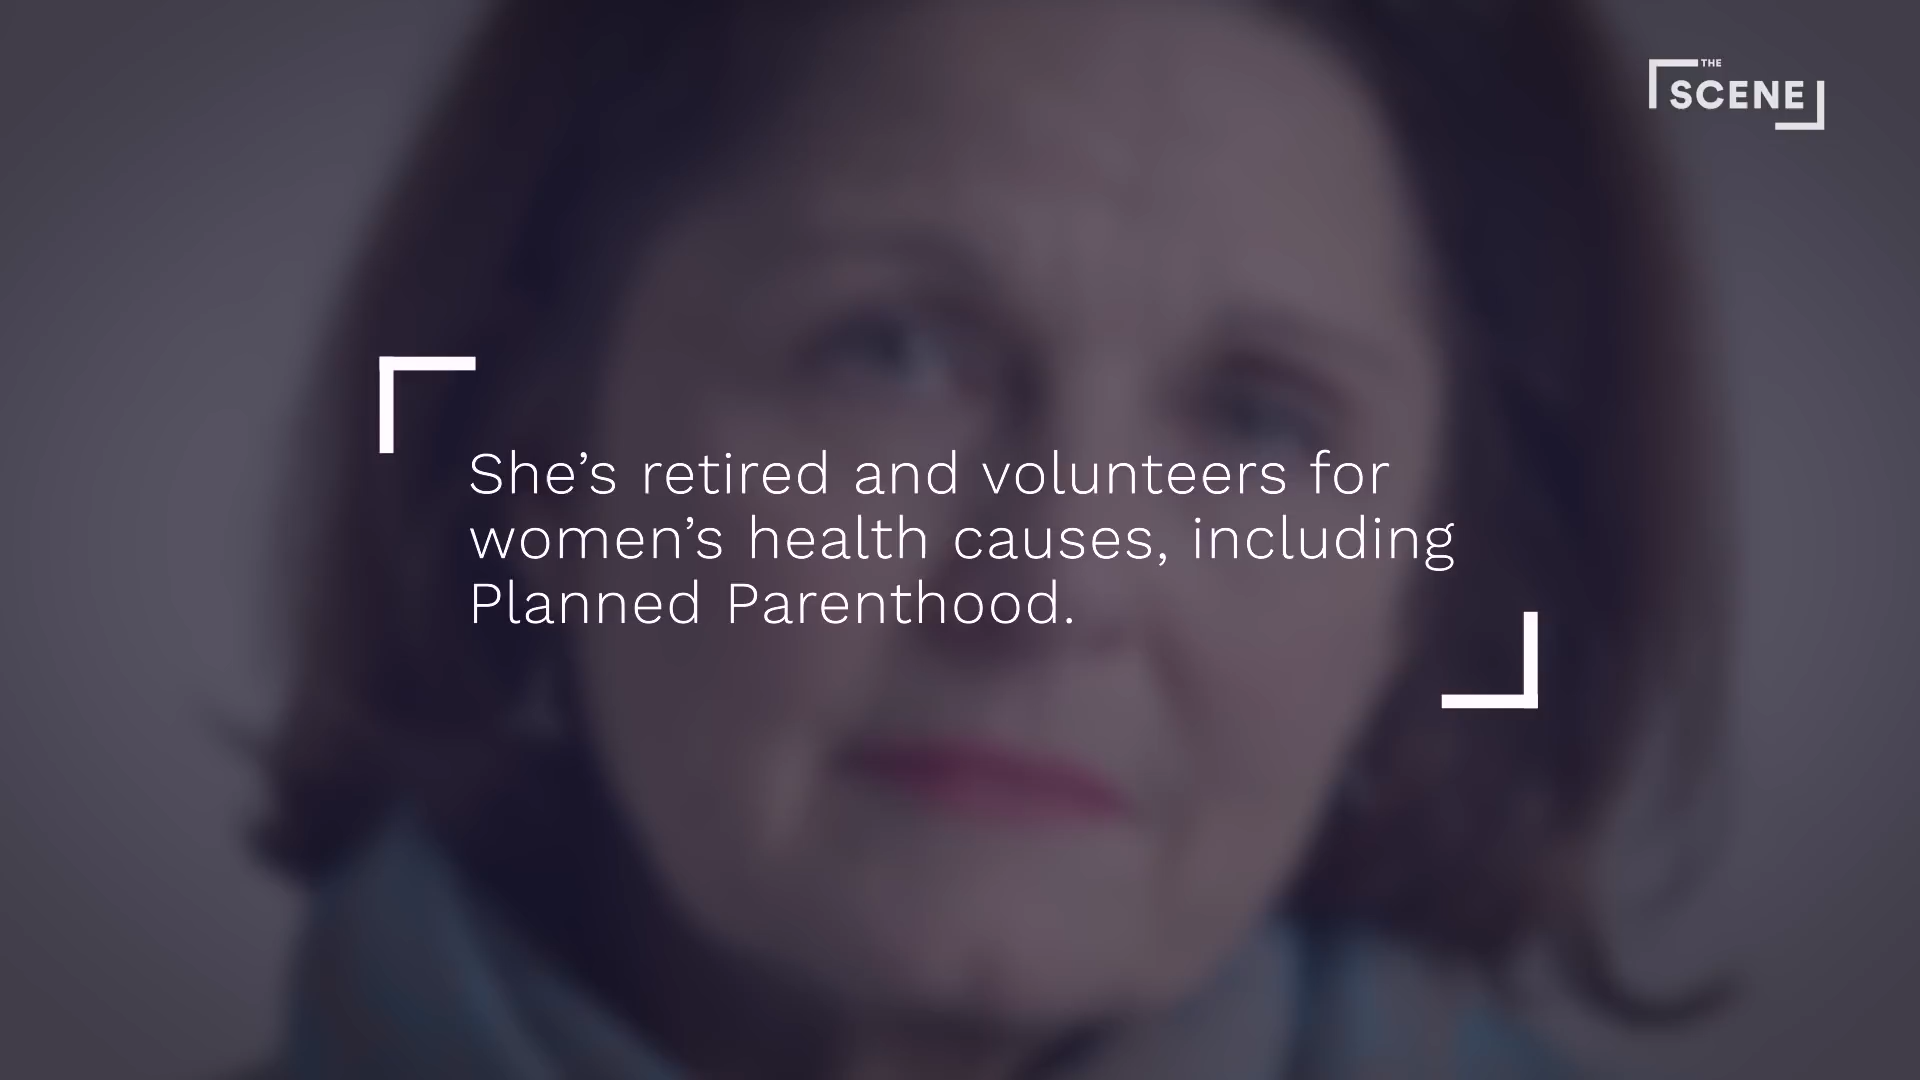 THE
SCENE
She's retired and volunteers for
women's health causes, including
Planned Parenthood.